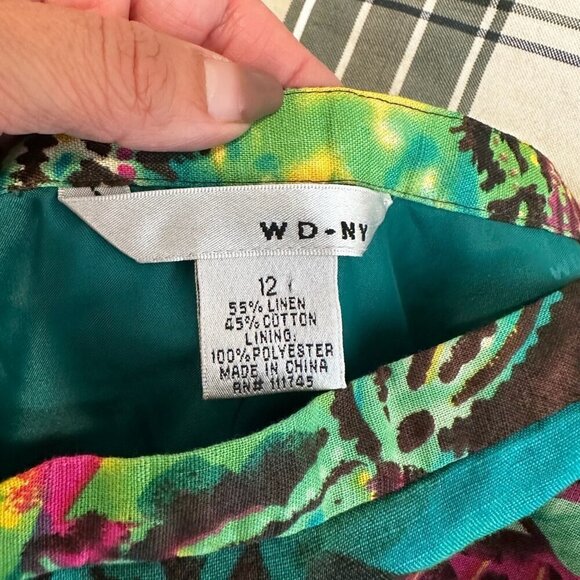 WD-NY
12
55% LINEN
45% COTTON
LINING:
100% POLYESTER
MADE IN CHINA
RN# 111745